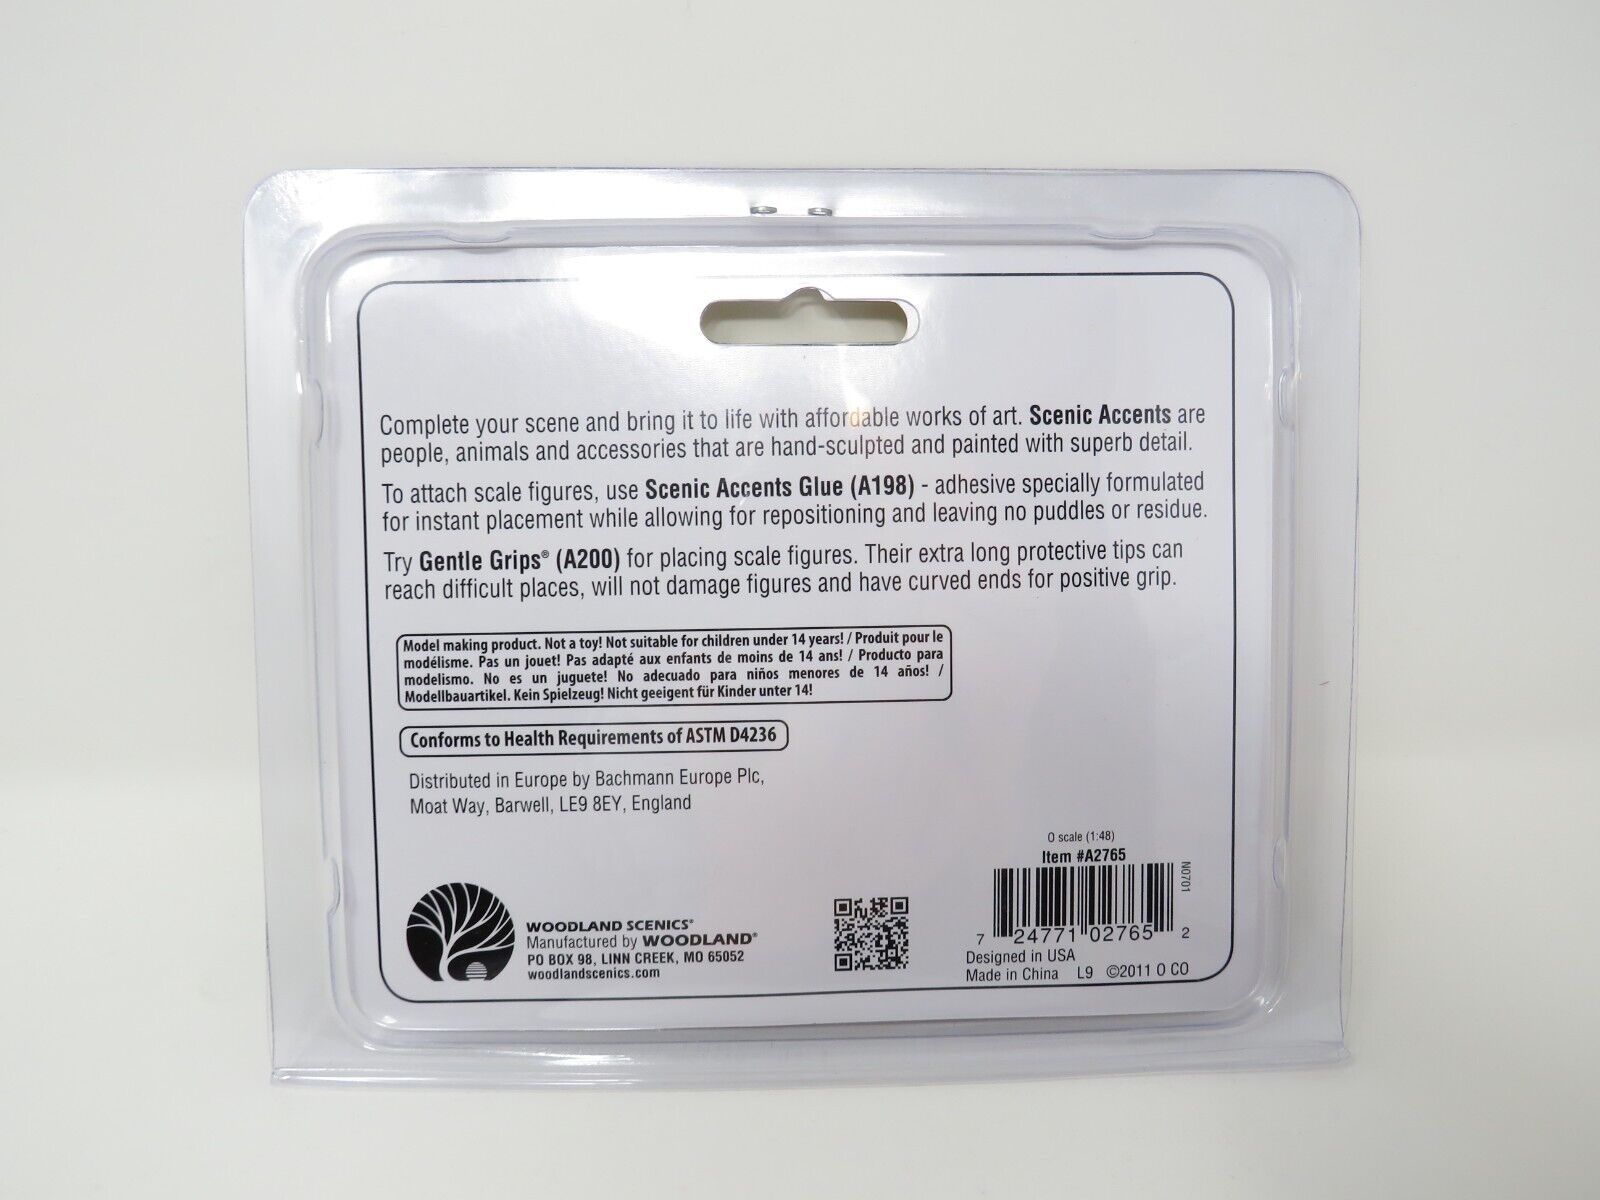 Complete your scene and bring it to life with affordable works of art. Scenic Accents are
people, animals and accessories that are hand-sculpted and painted with superb detail.
To attach scale figures, use Scenic Accents Glue (A198) - adhesive specially formulated
for instant placement while allowing for repositioning and leaving no puddles or residue.
Try Gentle Grips® (A200) for placing scale figures. Their extra long protective tips can
reach difficult places, will not damage figures and have curved ends for positive grip.
Model making product. Not a toy! Not suitable for children under 14 years! / Produit pour le
modélisme. Pas un jouet! Pas adapté aux enfants de moins de 14 ans! / Producto para
modelismo. No es un juguete! No adecuado para niños menores de 14 años! /
Modellbauartikel. Kein Spielzeug! Nicht geeigent für Kinder unter 14!
Conforms to Health Requirements of ASTM D4236
Distributed in Europe by Bachmann Europe Plc,
Moat Way, Barwell, LE9 8EY, England
WOODLAND SCENICS®
Manufactured by WOODLAND®
PO BOX 98, LINN CREEK, MO 65052
woodlandscenics.com
O scale (1:48)
Item #A2765
N0701
7 24771 02765 2
Designed in USA
Made in China L9 ©2011 O CO